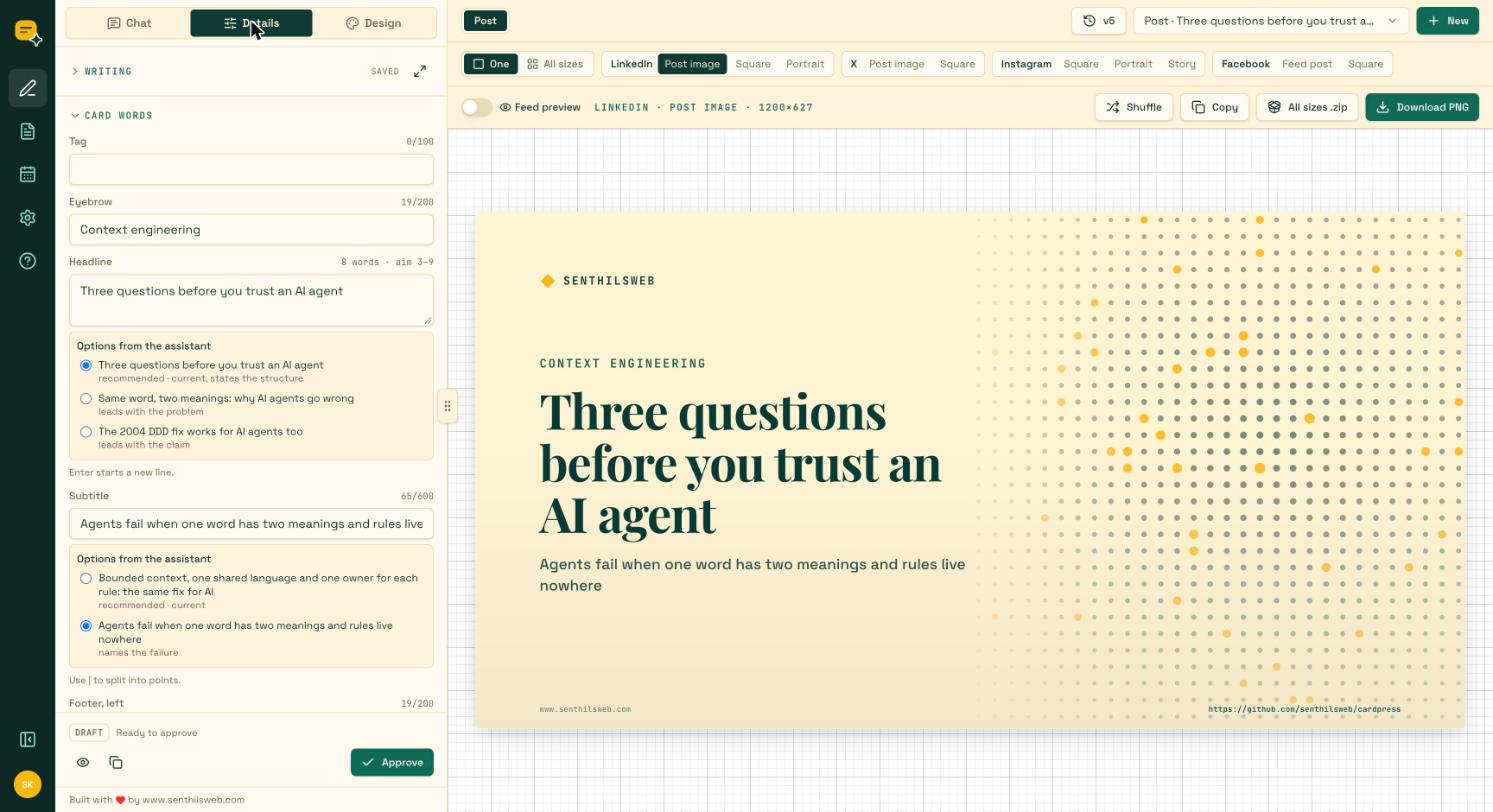 Chat
Details
Design
Post
v5
Post · Three questions before you trust a...
New
WRITING
SAVED
One
All sizes
LinkedIn
Post image
Square
Portrait
X
Post image
Square
Instagram
Square
Portrait
Story
Facebook
Feed post
Square
Feed preview
LINKEDIN · POST IMAGE · 1200×627
Shuffle
Copy
All sizes .zip
Download PNG
CARD WORDS
Tag
0/100
Eyebrow
19/200
Context engineering
Headline
8 words · aim 3–9
Three questions before you trust an AI agent
Options from the assistant
Three questions before you trust an AI agent
recommended · current, states the structure
Same word, two meanings: why AI agents go wrong
leads with the problem
The 2004 DDD fix works for AI agents too
leads with the claim
Enter starts a new line.
Subtitle
65/600
Agents fail when one word has two meanings and rules live
Options from the assistant
Bounded context, one shared language and one owner for each
rule: the same fix for AI
recommended · current
Agents fail when one word has two meanings and rules live
nowhere
names the failure
Use | to split into points.
Footer, left
19/200
DRAFT
Ready to approve
Approve
SK
Built with ❤ by www.senthilsweb.com
SENTHILSWEB
CONTEXT ENGINEERING
Three questions
before you trust an
AI agent
Agents fail when one word has two meanings and rules live
nowhere
www.senthilsweb.com
https://github.com/senthilsweb/cardpress